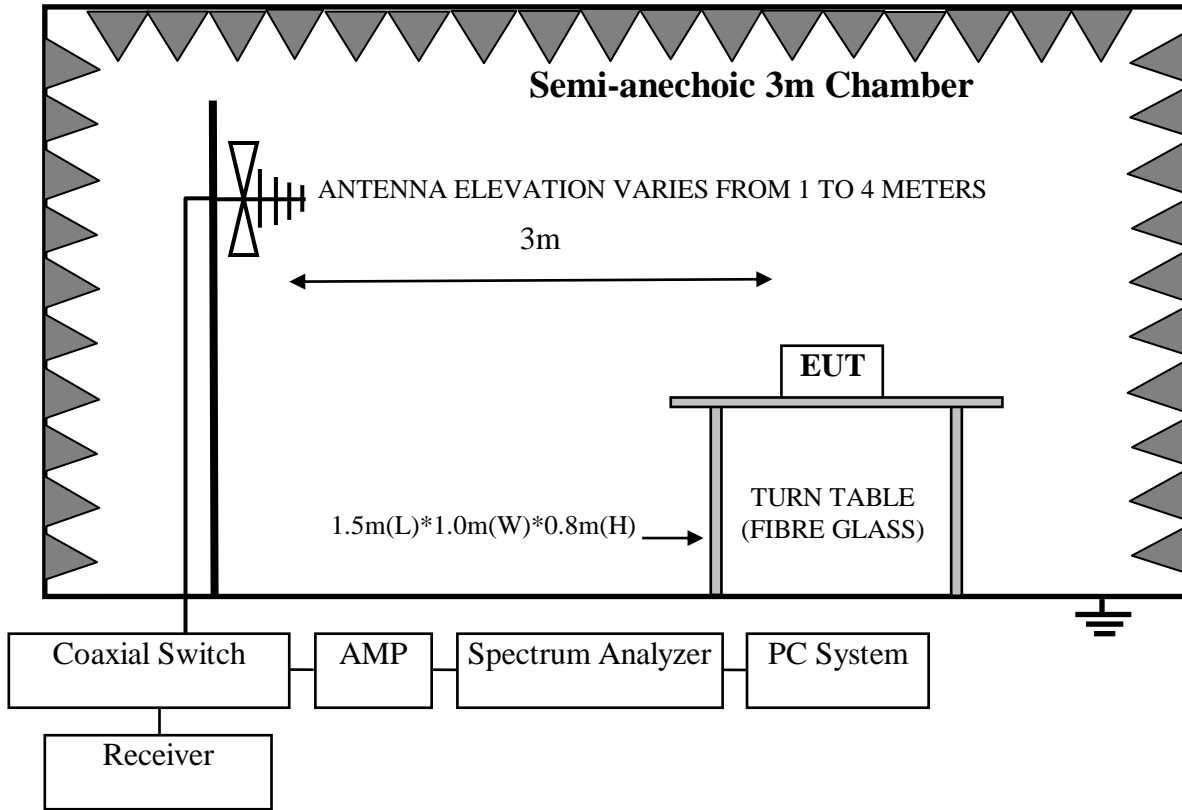 Semi-anechoic 3m Chamber
ANTENNA ELEVATION VARIES FROM 1 TO 4 METERS
3m
EUT
TURN TABLE
(FIBRE GLASS)
1.5m(L)*1.0m(W)*0.8m(H)
Coaxial Switch
AMP
Spectrum Analyzer
PC System
Receiver